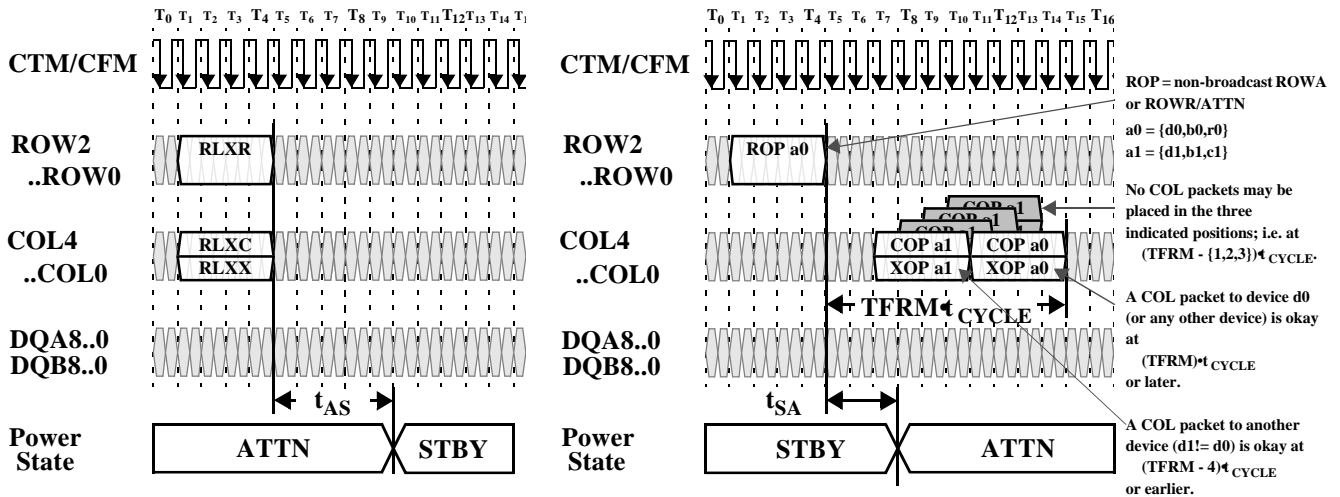 T0 T1 T2 T3 T4 T5 T6 T7 T8 T9 T10 T11 T12 T13 T14 T1
CTM/CFM
ROW2
..ROW0
RLXR
COL4
..COL0
RLXC
RLXX
DQA8..0
DQB8..0
tAS
Power
State
ATTN
STBY
T0 T1 T2 T3 T4 T5 T6 T7 T8 T9 T10 T11 T12 T13 T14 T15 T16
CTM/CFM
ROW2
..ROW0
ROP a0
COP a1
COP a1
COL4
..COL0
COP a1
COP a0
XOP a1
XOP a0
TFRM•tCYCLE
DQA8..0
DQB8..0
tSA
Power
State
STBY
ATTN
ROP = non-broadcast ROWA
or ROWR/ATTN
a0 = {d0,b0,r0}
a1 = {d1,b1,c1}
No COL packets may be
placed in the three
indicated positions; i.e. at
(TFRM - {1,2,3})•tCYCLE.
A COL packet to device d0
(or any other device) is okay
at
(TFRM)•tCYCLE
or later.
A COL packet to another
device (d1!= d0) is okay at
(TFRM - 4)•tCYCLE
or earlier.